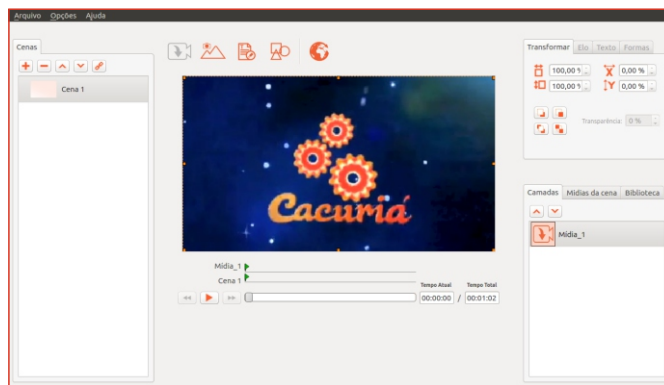 Arquivo Opções Ajuda
Cenas
Cena 1
Cacuriá
Mídia_1
Cena 1
Tempo Atual Tempo Total
00:00:00 / 00:01:02
Transformar Elo Texto Formas
100,00 % 0,00 %
100,00 % Y 0,00 %
Transparência: 0 %
Camadas Mídias da cena Biblioteca
Mídia_1